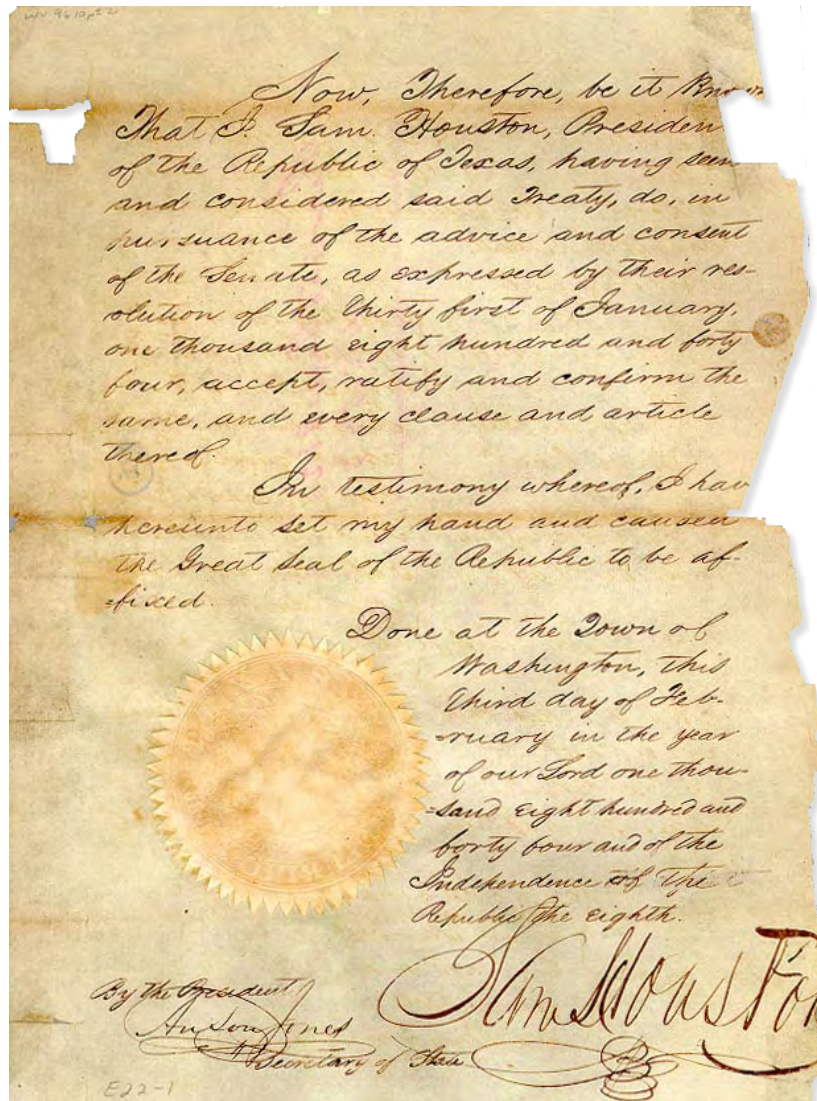 Now, Therefore, be it Known
That I, Sam Houston, Presiden
of the Republic of Texas, having seen
and considered said Treaty, do, in
pursuance of the advice and consent
of the Senate, as expressed by their res-
olution of the thirty first of January,
one thousand eight hundred and forty
four, accept, ratify and confirm the
same, and every clause and article
thereof.
In testimony whereof, I hav
hereunto set my hand and caused
the Great Seal of the Republic to be af-
=fixed.
Done at the Town of
Washington, this
third day of Feb-
=ruary in the year
of our Lord one thou-
=sand eight hundred and
forty four and of the
Independence of the
Republic the eighth.
Sam Houston
By the President
Anson Jones
Secretary of State
E22-1